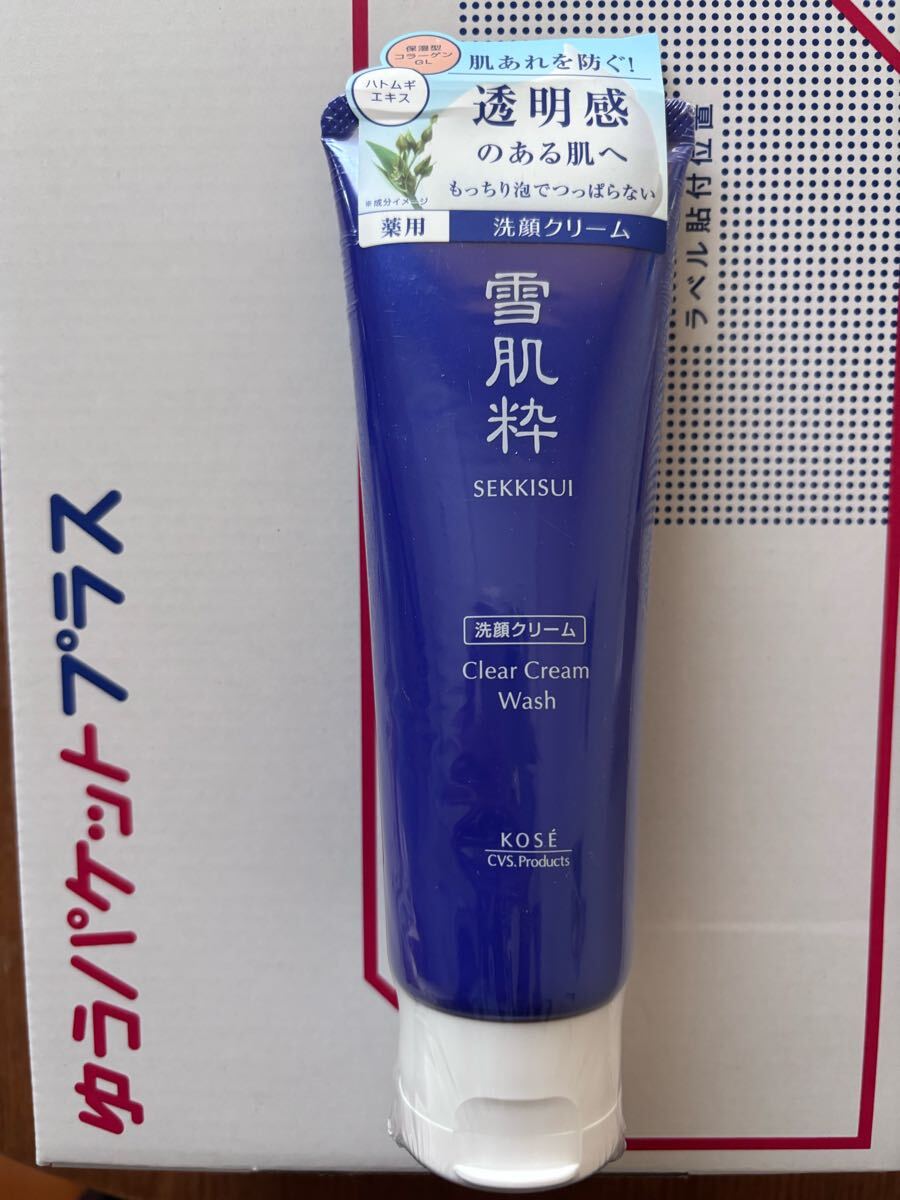 保湿型
コラーゲン
GL
ハトムギ
エキス
肌あれを防ぐ!
透明感
のある肌へ
もっちり泡でつっぱらない
※成分イメージ
薬用
洗顔クリーム
雪肌粋
SEKKISUI
洗顔クリーム
Clear Cream
Wash
KOSÉ
CVS.Products
ゆうパケットプラス
ラベル貼付位置